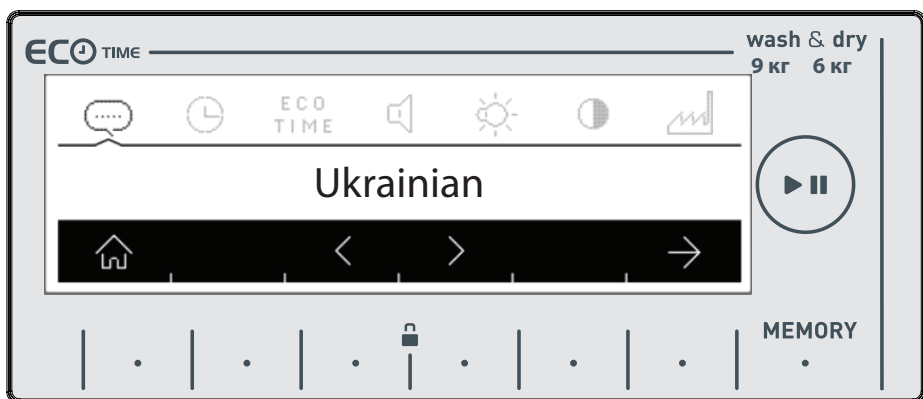 ECO TIME
wash & dry
9 кг 6 кг
ECO
TIME
Ukrainian
MEMORY